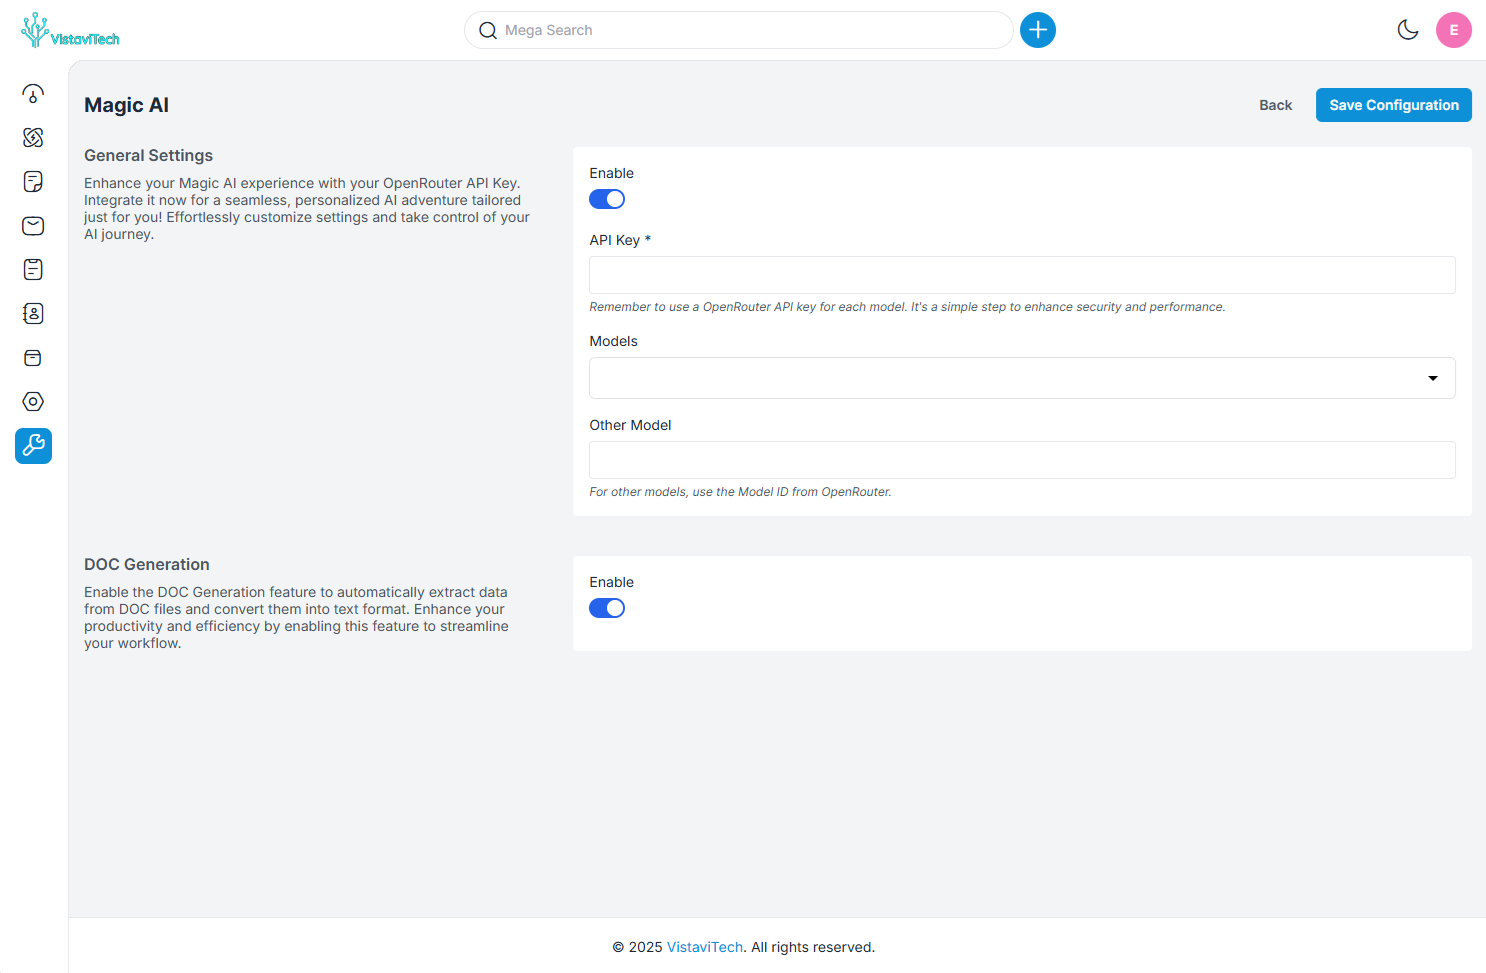 VistaviTech
Mega Search
E
Magic AI
Back
Save Configuration
General Settings
Enhance your Magic AI experience with your OpenRouter API Key.
Integrate it now for a seamless, personalized AI adventure tailored
just for you! Effortlessly customize settings and take control of your
AI journey.
Enable
API Key *
Remember to use a OpenRouter API key for each model. It's a simple step to enhance security and performance.
Models
Other Model
For other models, use the Model ID from OpenRouter.
DOC Generation
Enable the DOC Generation feature to automatically extract data
from DOC files and convert them into text format. Enhance your
productivity and efficiency by enabling this feature to streamline
your workflow.
Enable
© 2025 VistaviTech. All rights reserved.